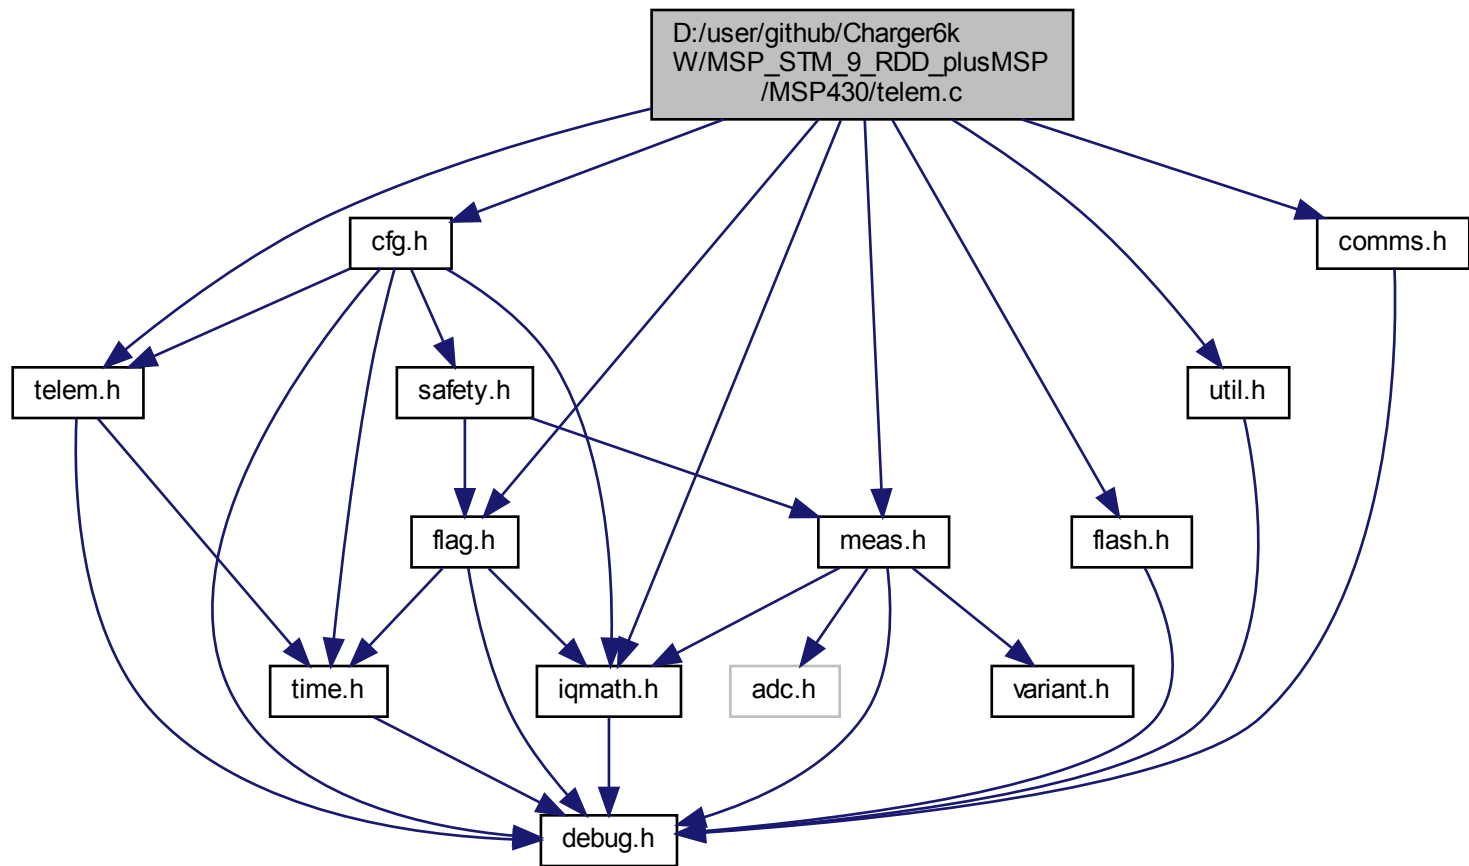 D:/user/github/Charger6k
W/MSP_STM_9_RDD_plusMSP
/MSP430/telem.c
cfg.h
comms.h
telem.h
safety.h
util.h
flag.h
meas.h
flash.h
time.h
iqmath.h
adc.h
variant.h
debug.h